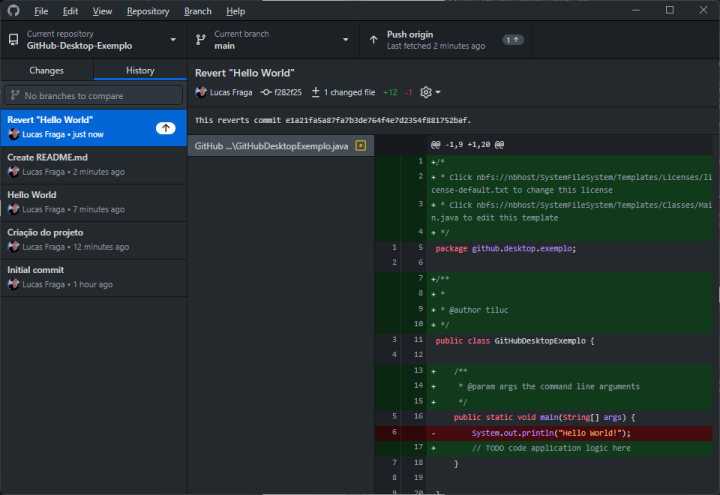 File Edit View Repository Branch Help
Current repository
GitHub-Desktop-Exemplo
Current branch
main
Push origin
Last fetched 2 minutes ago
1
Changes
History
No branches to compare
Revert "Hello World"
Lucas Fraga • just now
Create README.md
Lucas Fraga • 2 minutes ago
Hello World
Lucas Fraga • 7 minutes ago
Criação do projeto
Lucas Fraga • 12 minutes ago
Initial commit
Lucas Fraga • 1 hour ago
Revert "Hello World"
Lucas Fraga f282f25 1 changed file +12 -1
This reverts commit e1a21fa5a87fa7b3de764f4e7d2354f881752baf.
GitHub ...\GitHubDesktopExemplo.java
@@ -1,9 +1,20 @@
1 +/*
2 + * Click nbfs://nbhost/SystemFileSystem/Templates/Licenses/li
cense-default.txt to change this license
3 + * Click nbfs://nbhost/SystemFileSystem/Templates/Classes/Mai
n.java to edit this template
4 + */
1 5 package github.desktop.exemplo;
2 6
7 +/**
8 + *
9 + * @author tiluc
10 + */
3 11 public class GitHubDesktopExemplo {
4 12
13 + /**
14 + * @param args the command line arguments
15 + */
5 16 public static void main(String[] args) {
6 - System.out.println("Hello World!");
17 + // TODO code application logic here
7 18 }
8 19
9 20 }